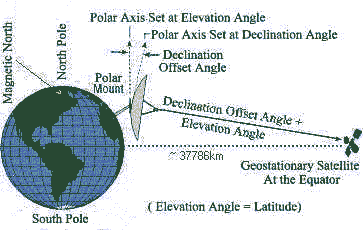 Polar Axis Set at Elevation Angle
Polar Axis Set at Declination Angle
Declination
Offset Angle
Magnetic North
North Pole
Polar
Mount
Declination Offset Angle +
Elevation Angle
~ 37786km
Geostationary Satellite
At the Equator
South Pole
( Elevation Angle = Latitude)